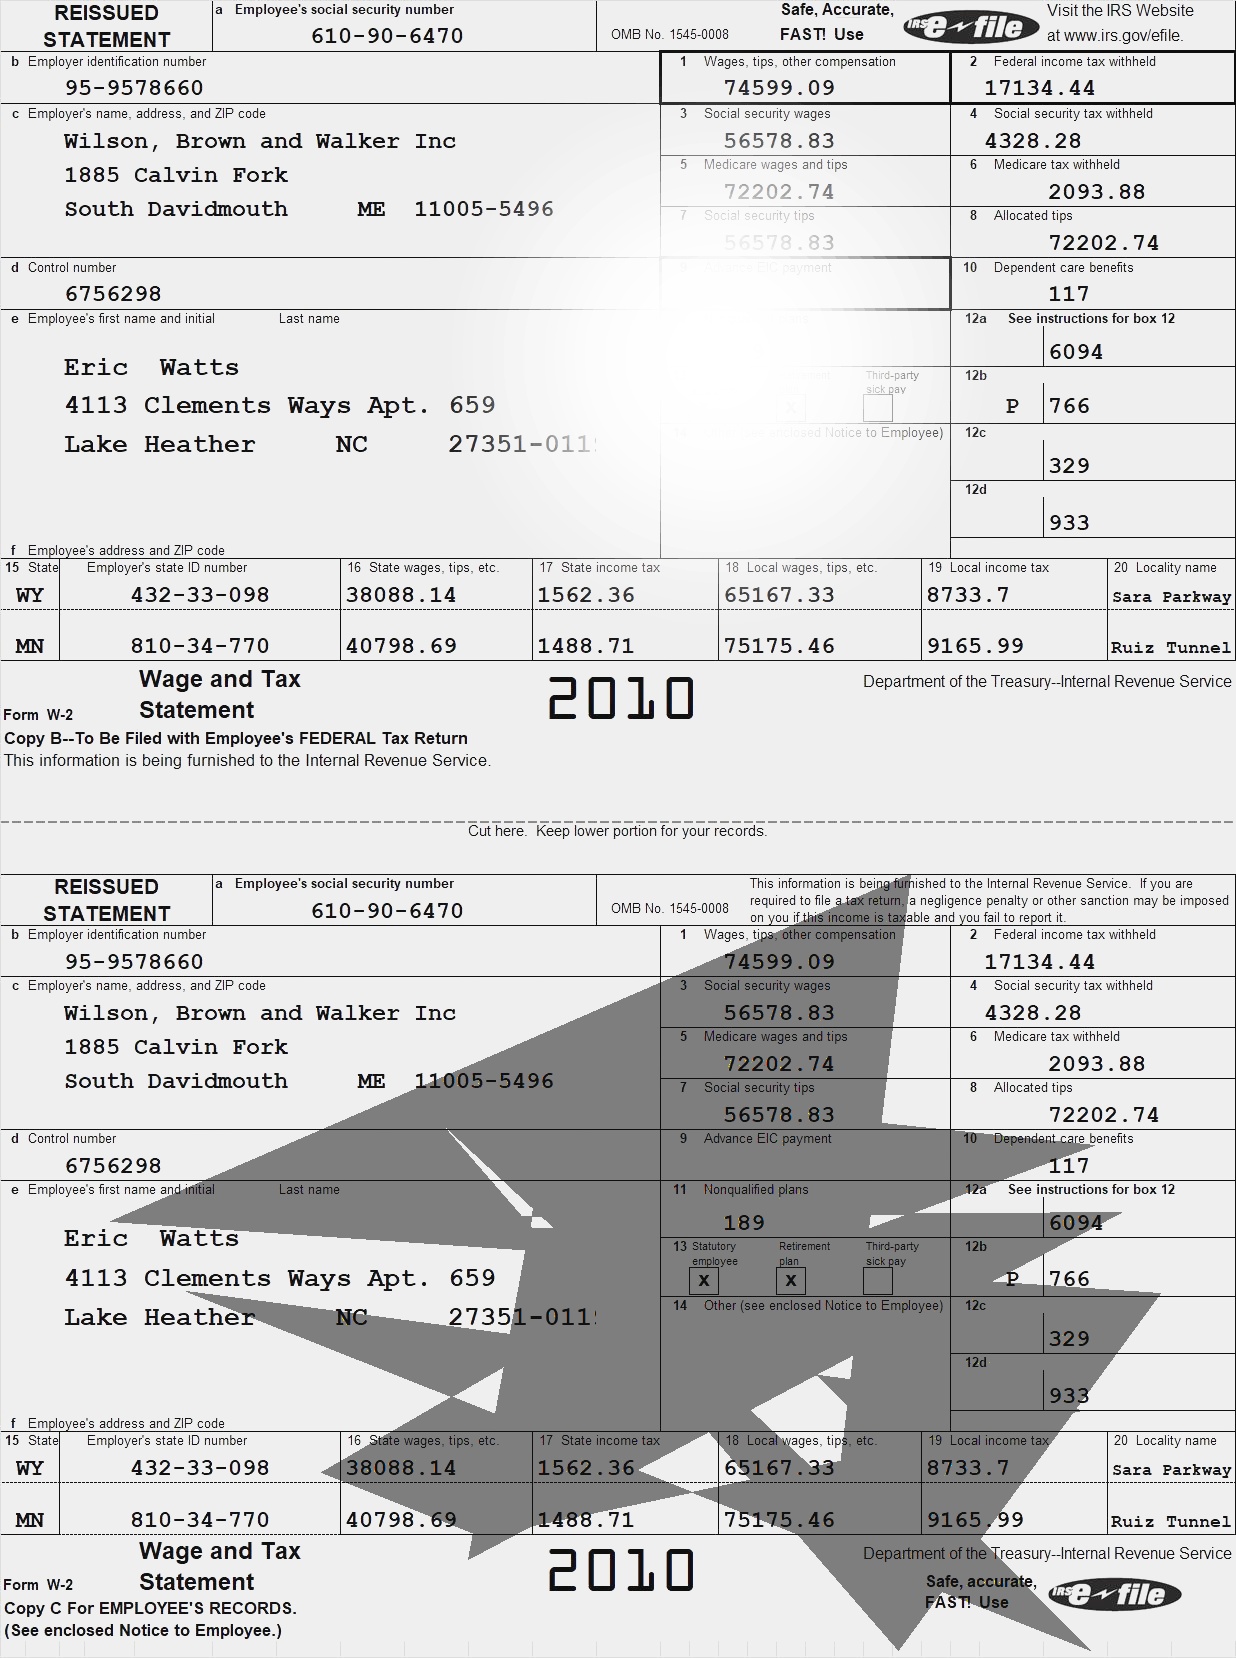 REISSUED STATEMENT
a Employee's social security number
610-90-6470
OMB No. 1545-0008
Safe, Accurate, FAST! Use
IRS e-file
Visit the IRS Website at www.irs.gov/efile.
b Employer identification number
95-9578660
1 Wages, tips, other compensation
74599.09
2 Federal income tax withheld
17134.44
c Employer's name, address, and ZIP code
Wilson, Brown and Walker Inc
1885 Calvin Fork
South Davidmouth ME 11005-5496
3 Social security wages
56578.83
4 Social security tax withheld
4328.28
5 Medicare wages and tips
72202.74
6 Medicare tax withheld
2093.88
7 Social security tips
56578.83
8 Allocated tips
72202.74
d Control number
6756298
Advance EIC payment
10 Dependent care benefits
117
e Employee's first name and initial Last name
Eric Watts
4113 Clements Ways Apt. 659
Lake Heather NC 27351-011
12a See instructions for box 12
6094
Third-party sick pay
X
12b
P 766
enclosed Notice to Employee)
12c
329
12d
933
f Employee's address and ZIP code
15 State Employer's state ID number 16 State wages, tips, etc. 17 State income tax 18 Local wages, tips, etc. 19 Local income tax 20 Locality name
WY 432-33-098 38088.14 1562.36 65167.33 8733.7 Sara Parkway
MN 810-34-770 40798.69 1488.71 75175.46 9165.99 Ruiz Tunnel
Wage and Tax
Form W-2 Statement
2010
Department of the Treasury--Internal Revenue Service
Copy B--To Be Filed with Employee's FEDERAL Tax Return
This information is being furnished to the Internal Revenue Service.
Cut here. Keep lower portion for your records.
REISSUED STATEMENT
a Employee's social security number
610-90-6470
OMB No. 1545-0008
This information is being furnished to the Internal Revenue Service. If you are
required to file a tax return, a negligence penalty or other sanction may be imposed
on you if this income is taxable and you fail to report it.
b Employer identification number
95-9578660
1 Wages, tips, other compensation
74599.09
2 Federal income tax withheld
17134.44
c Employer's name, address, and ZIP code
Wilson, Brown and Walker Inc
1885 Calvin Fork
South Davidmouth ME 11005-5496
3 Social security wages
56578.83
4 Social security tax withheld
4328.28
5 Medicare wages and tips
72202.74
6 Medicare tax withheld
2093.88
7 Social security tips
56578.83
8 Allocated tips
72202.74
d Control number
6756298
9 Advance EIC payment
10 Dependent care benefits
117
e Employee's first name and initial Last name
Eric Watts
4113 Clements Ways Apt. 659
Lake Heather NC 27351-011
11 Nonqualified plans
189
12a See instructions for box 12
6094
13 Statutory employee Retirement plan Third-party sick pay
X X
12b
P 766
14 Other (see enclosed Notice to Employee)
12c
329
12d
933
f Employee's address and ZIP code
15 State Employer's state ID number 16 State wages, tips, etc. 17 State income tax 18 Local wages, tips, etc. 19 Local income tax 20 Locality name
WY 432-33-098 38088.14 1562.36 65167.33 8733.7 Sara Parkway
MN 810-34-770 40798.69 1488.71 75175.46 9165.99 Ruiz Tunnel
Wage and Tax
Form W-2 Statement
2010
Department of the Treasury--Internal Revenue Service
Safe, accurate, FAST! Use
IRS e-file
Copy C For EMPLOYEE'S RECORDS.
(See enclosed Notice to Employee.)